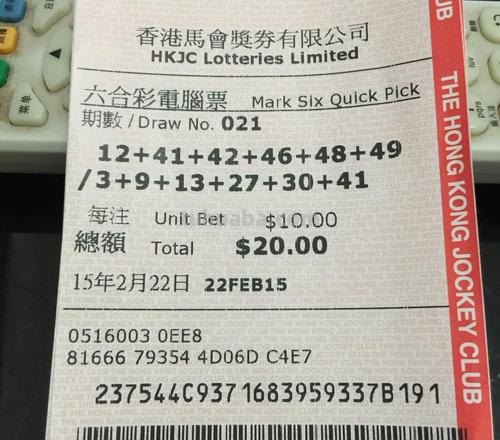 香港馬會獎券有限公司
HKJC Lotteries Limited
六合彩電腦票 Mark Six Quick Pick
期數/Draw No. 021
12+41+42+46+48+49
/3+9+13+27+30+41
每注 Unit Bet $10.00
總額 Total $20.00
15年2月22日 22FEB15
0516003 0EE8
81666 79354 4D06D C4E7
237544C9371683959337B191
THE HONG KONG JOCKEY CLUB
UB
菜单